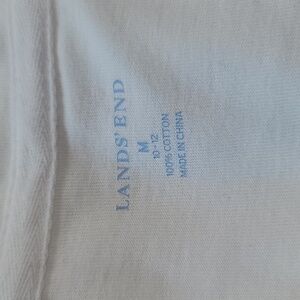 LANDS' END
M
10-12
100% COTTON
MADE IN CHINA